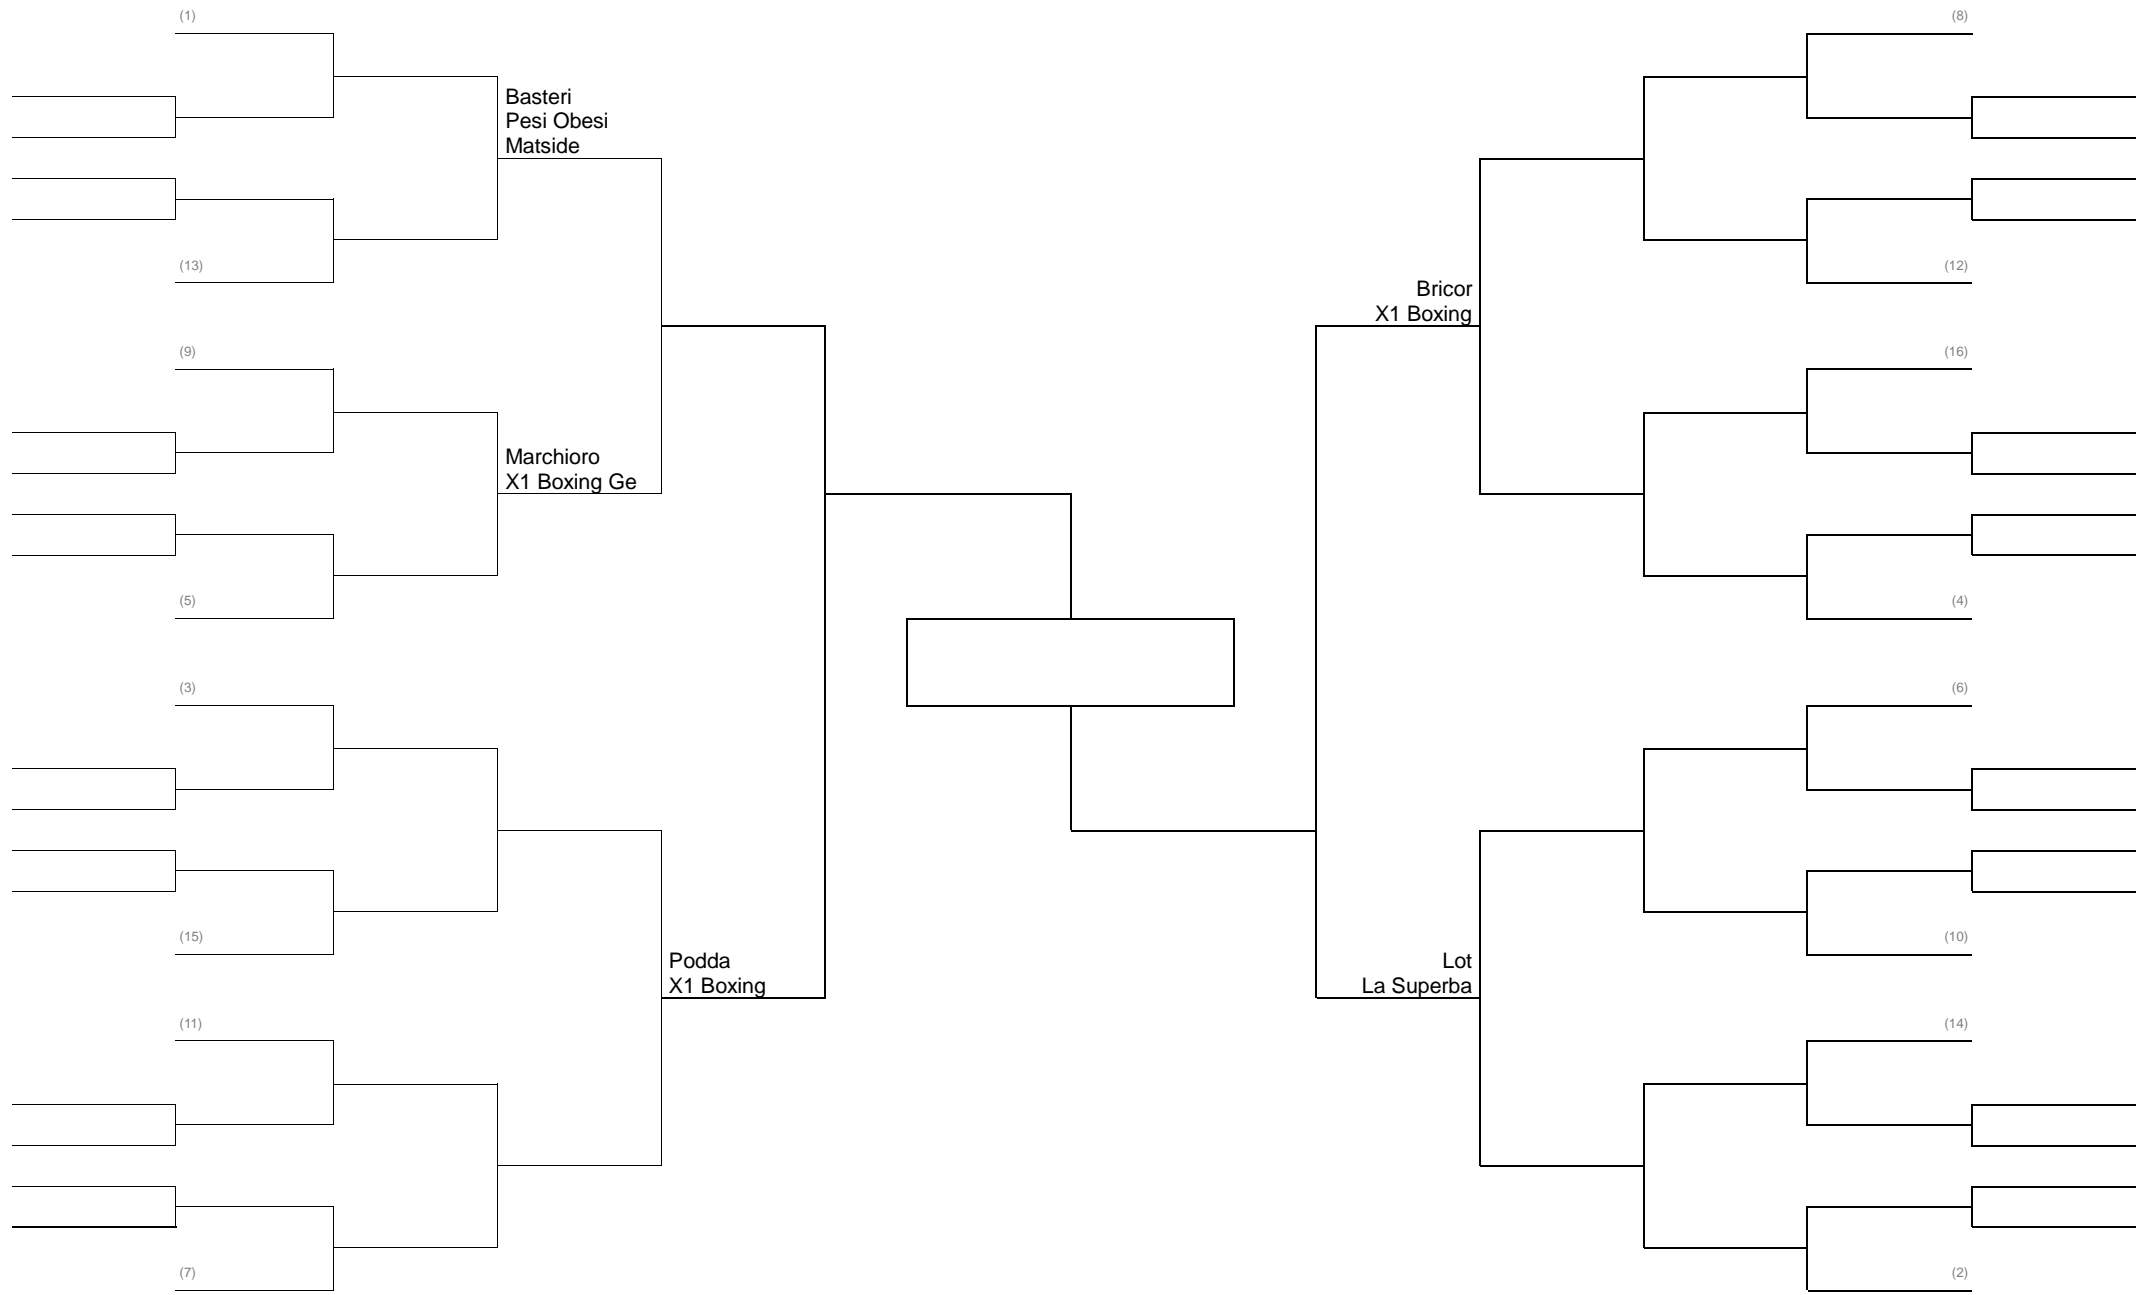 (1)
(8)
Basteri
Pesi Obesi
Matside
(13)
(12)
Bricor
X1 Boxing
(9)
(16)
Marchioro
X1 Boxing Ge
(5)
(4)
(3)
(6)
(15)
(10)
Podda
X1 Boxing
Lot
La Superba
(11)
(14)
(7)
(2)